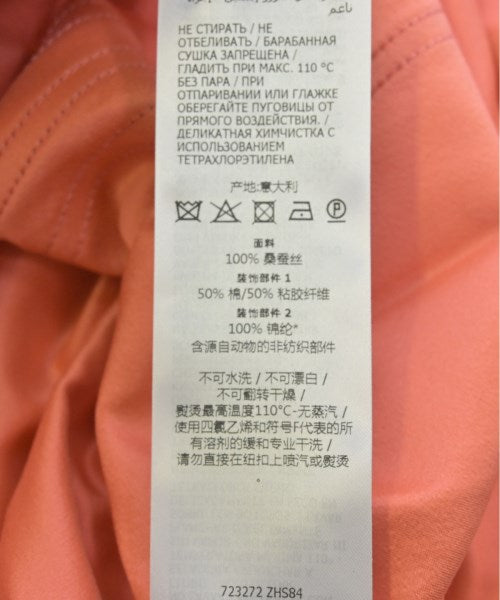 ناعم
НЕ СТИРАТЬ / НЕ
ОТБЕЛИВАТЬ / БАРАБАННАЯ
СУШКА ЗАПРЕЩЕНА /
ГЛАДИТЬ ПРИ МАКС. 110 °C
БЕЗ ПАРА / ПРИ
ОТПАРИВАНИИ ИЛИ ГЛАЖКЕ
ОБЕРЕГАЙТЕ ПУГОВИЦЫ ОТ
ПРЯМОГО ВОЗДЕЙСТВИЯ. /
ДЕЛИКАТНАЯ ХИМЧИСТКА С
ИСПОЛЬЗОВАНИЕМ
ТЕТРАХЛОРЭТИЛЕНА
产地:意大利
P
面料
100% 桑蚕丝
装饰部件 1
50% 棉/50% 粘胶纤维
装饰部件 2
100% 锦纶*
含源自动物的非纺织部件
不可水洗 / 不可漂白 /
不可翻转干燥 /
熨烫最高温度110°C-无蒸汽 /
使用四氯乙烯和符号F代表的所
有溶剂的缓和专业干洗 /
请勿直接在纽扣上喷汽或熨烫
。
723272 ZHS84